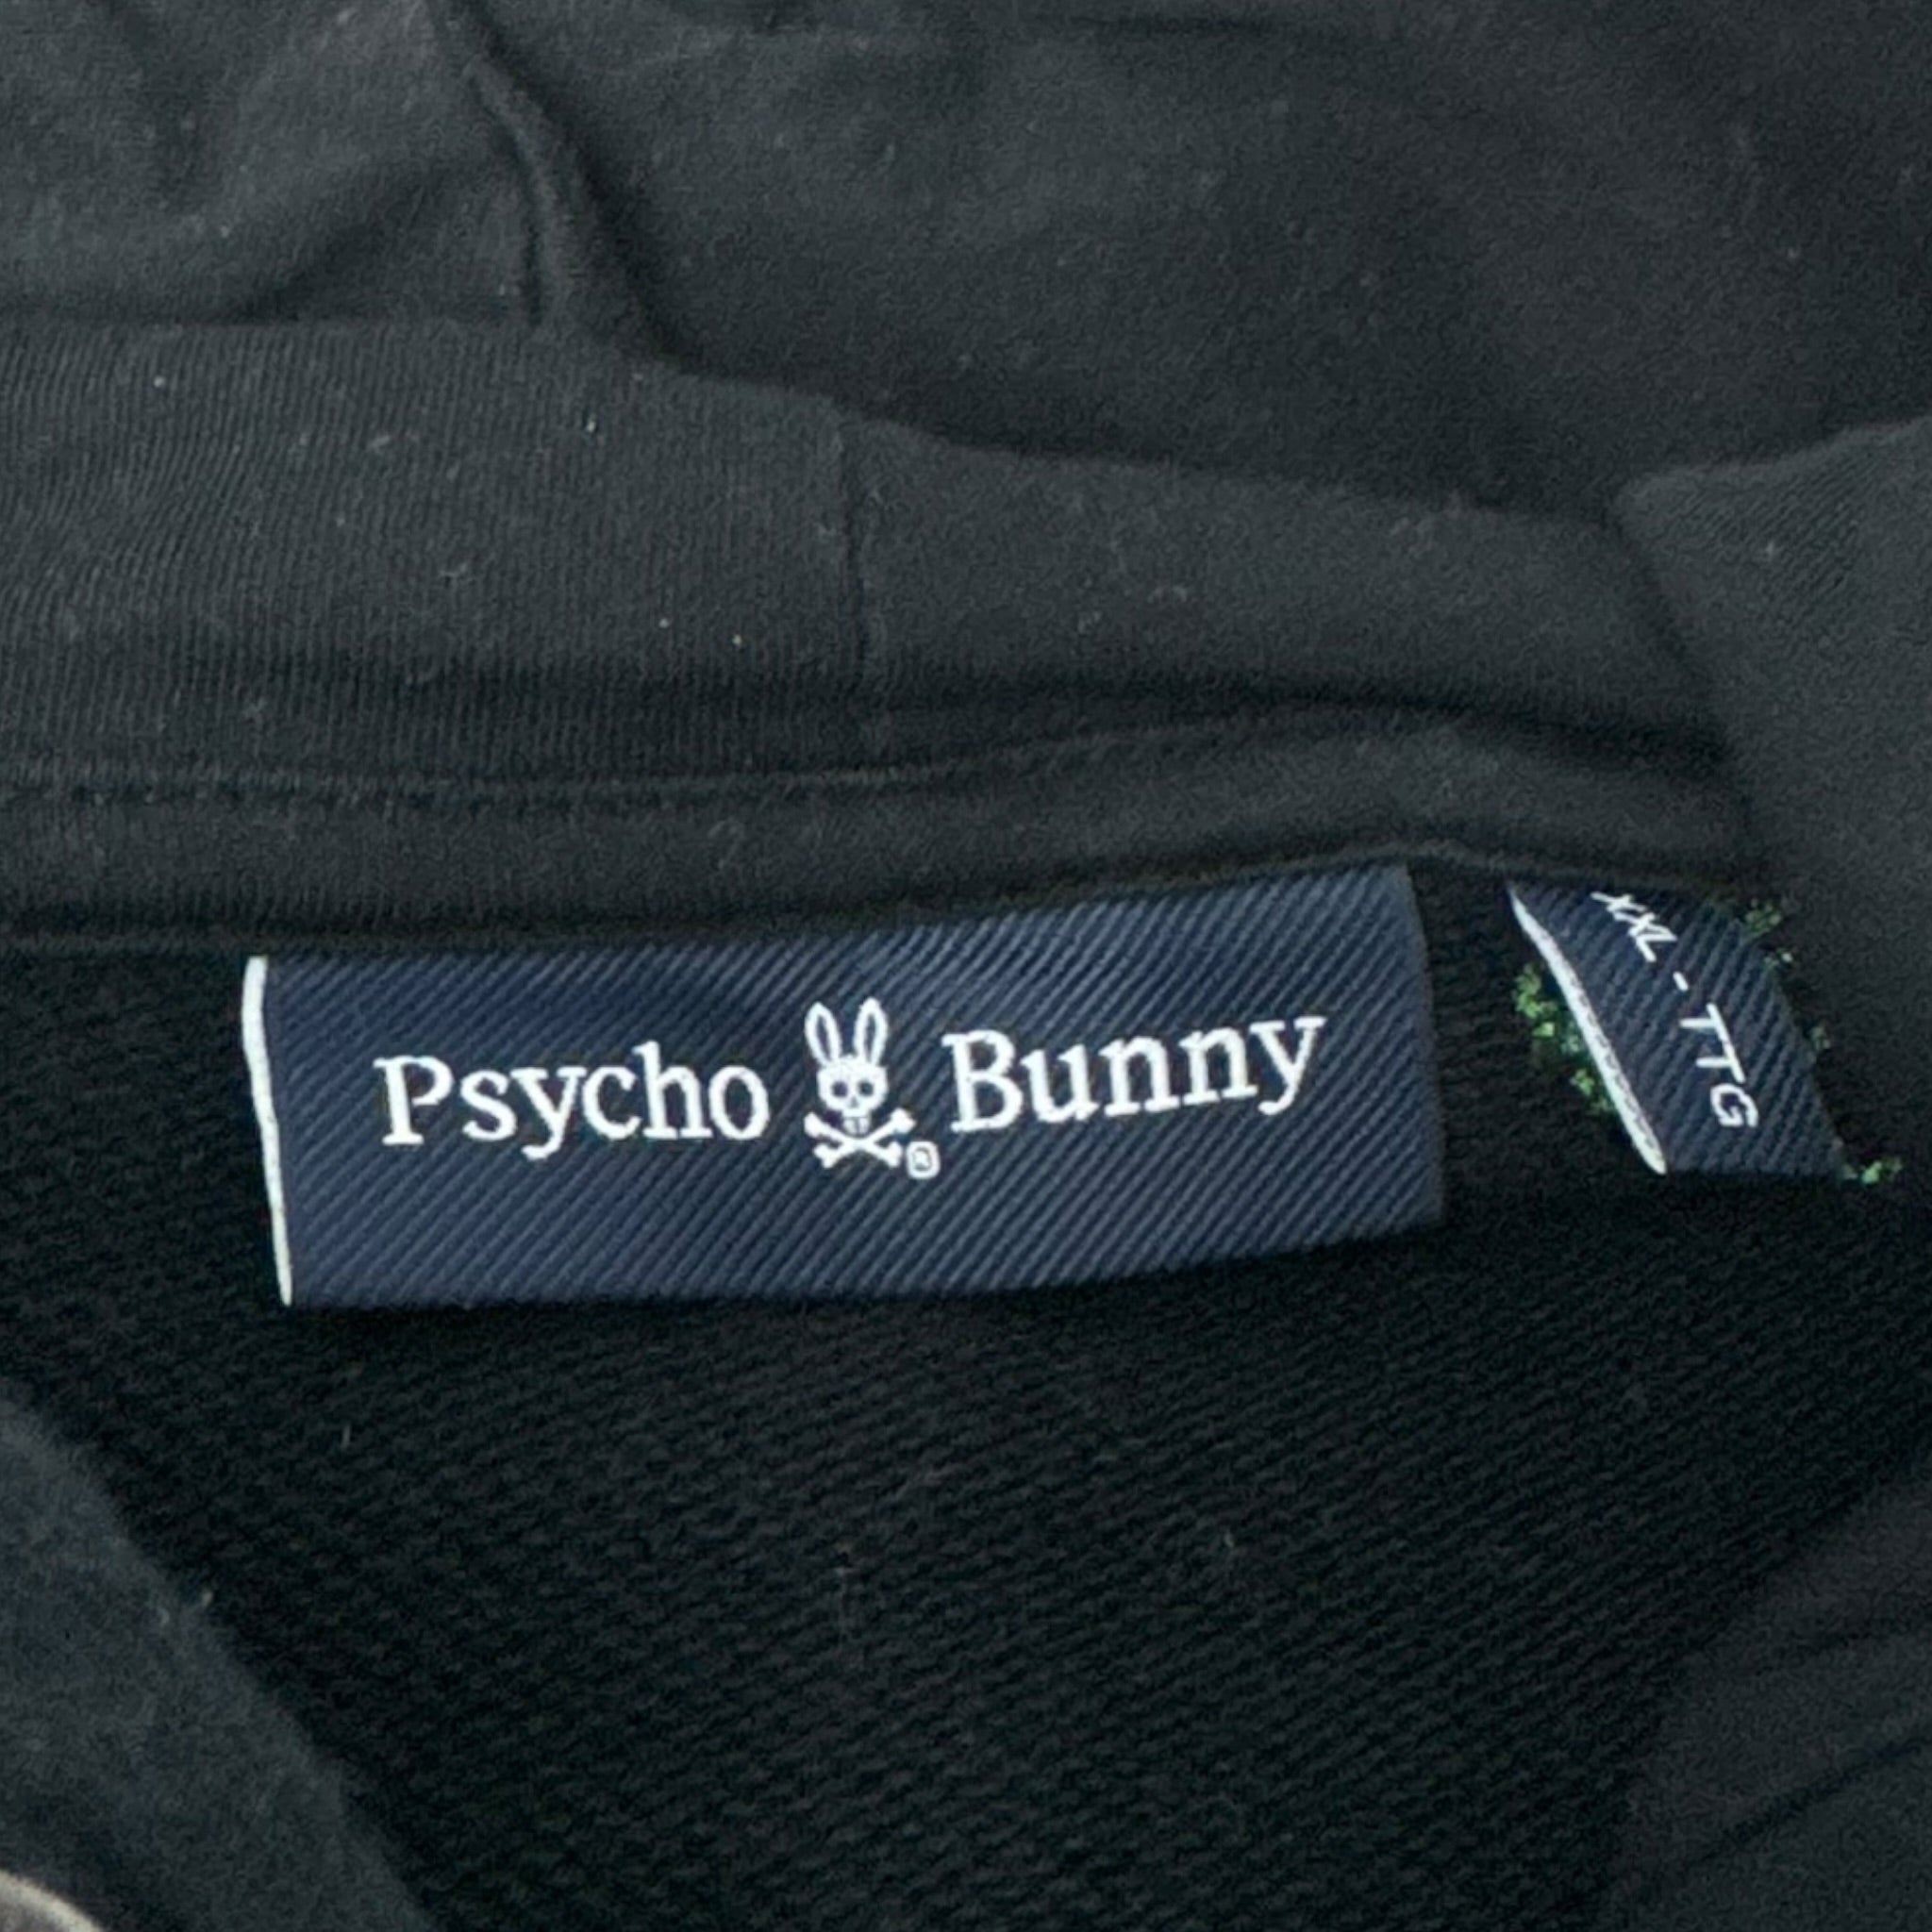 Psycho Bunny
XXL - TTG